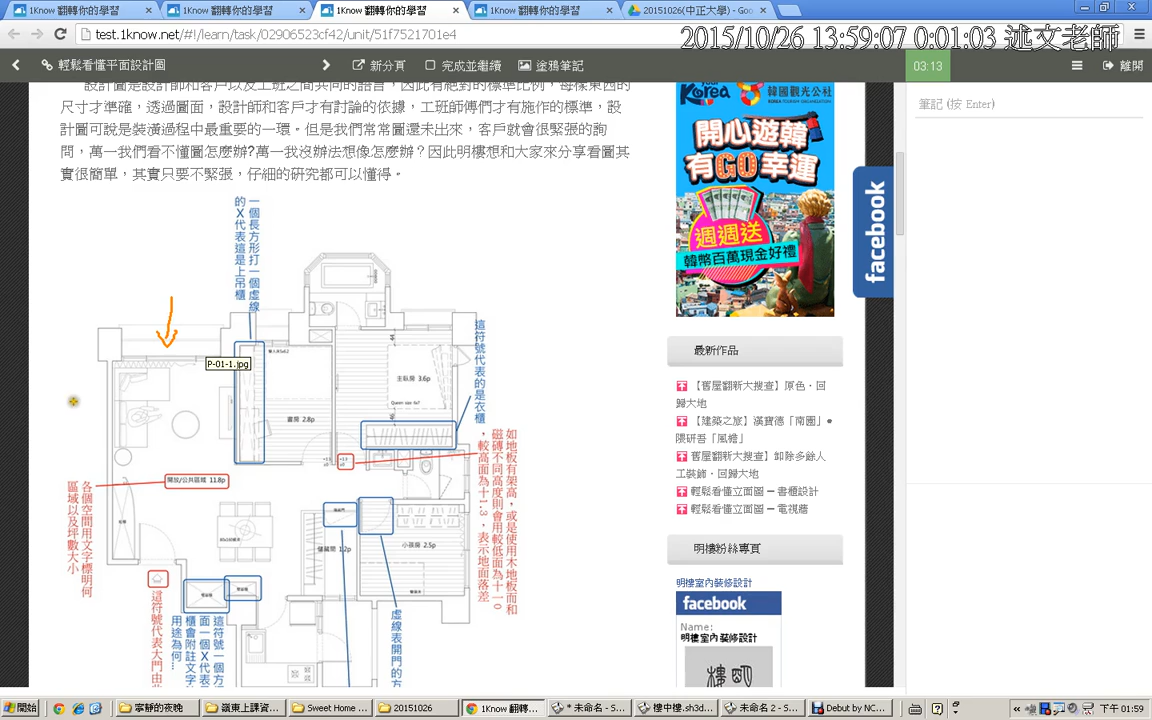 1Know 翻轉你的學習
1Know 翻轉你的學習
1Know 翻轉你的學習
1Know 翻轉你的學習
20151026(中正大學) - Goo
test.1know.net/#!/learn/task/02906523cf42/unit/51f7521701e4
2015/10/26 13:59:07 0:01:03 述文老師
輕鬆看懂平面設計圖
新分頁
完成並繼續
塗鴉筆記
03:13
離開
設計圖是設計師和客戶以及工班之間共同的語言，因此有絕對的標準比例，每樣東西的
尺寸才準確，透過圖面，設計師和客戶才有討論的依據，工班師傅們才有施作的標準，設
計圖可說是裝潢過程中最重要的一環。但是我們常常圖還未出來，客戶就會很緊張的詢
問，萬一我們看不懂圖怎麼辦?萬一我沒辦法想像怎麼辦？因此明樓想和大家來分享看圖其
實很簡單，其實只要不緊張，仔細的研究都可以懂得。
一個長方形打一個虛線
的X代表這是上吊櫃
這符號代表的是衣櫃
P-01-1.jpg
主臥房 3.6p
Queen size 6x7
書房 2.8p
如地板有架高，或是使用木地板而和
磁磚不同高度則會用較低面為十10
，較高面為十1.3，表示地面落差
開放/公共區域 11.8p
各個空間用文字標明何
區域以及坪數大小
儲藏間 1.2p
小孩房 2.5p
這符號代表大門由此
這符號一個方
面一個X代表
櫃會附註文字
用途為何...
虛線表開門的方
Korea
韓國觀光公社
KOREA TOURISM ORGANIZATION
開心遊韓
有GO幸運
週週送
韓幣百萬現金好禮
facebook
筆記 (按 Enter)
最新作品
【舊屋翻新大搜查】原色．回
歸大地
【建築之旅】漢寶德「南園」●
隈研吾「風檐」
舊屋翻新大搜查】卸除多餘人
工裝飾．回歸大地
輕鬆看懂立面圖 ─ 書櫃設計
輕鬆看懂立面圖 ─ 電視牆
明樓粉絲專頁
明樓室內裝修設計
facebook
Name:
明樓室內裝修設計
開始
寧靜的夜晚
嶺東上課資...
Sweet Home ...
20151026
1Know 翻轉...
* 未命名 - S...
樓中樓.sh3d...
未命名 2 - S...
Debut by NC...
下午 01:59